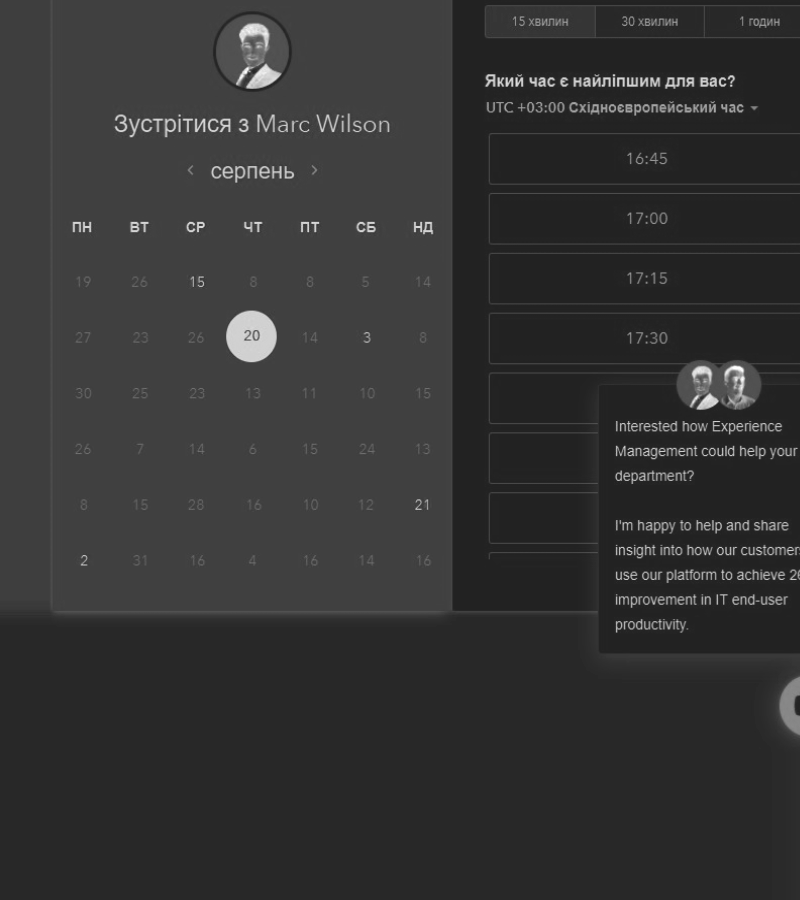 Зустрітися з Marc Wilson
серпень
ПН ВТ СР ЧТ ПТ СБ НД
19 26 15 8 8 5 14
27 23 26 20 14 3 8
30 25 23 13 11 10 15
26 7 14 6 15 24 13
8 15 28 16 10 12 21
2 31 16 4 16 14 16
15 хвилин 30 хвилин 1 годин
Який час є найліпшим для вас?
UTC +03:00 Східноєвропейський час
16:45
17:00
17:15
17:30
Interested how Experience
Management could help your
department?
I'm happy to help and share
insight into how our customers
use our platform to achieve 26
improvement in IT end-user
productivity.